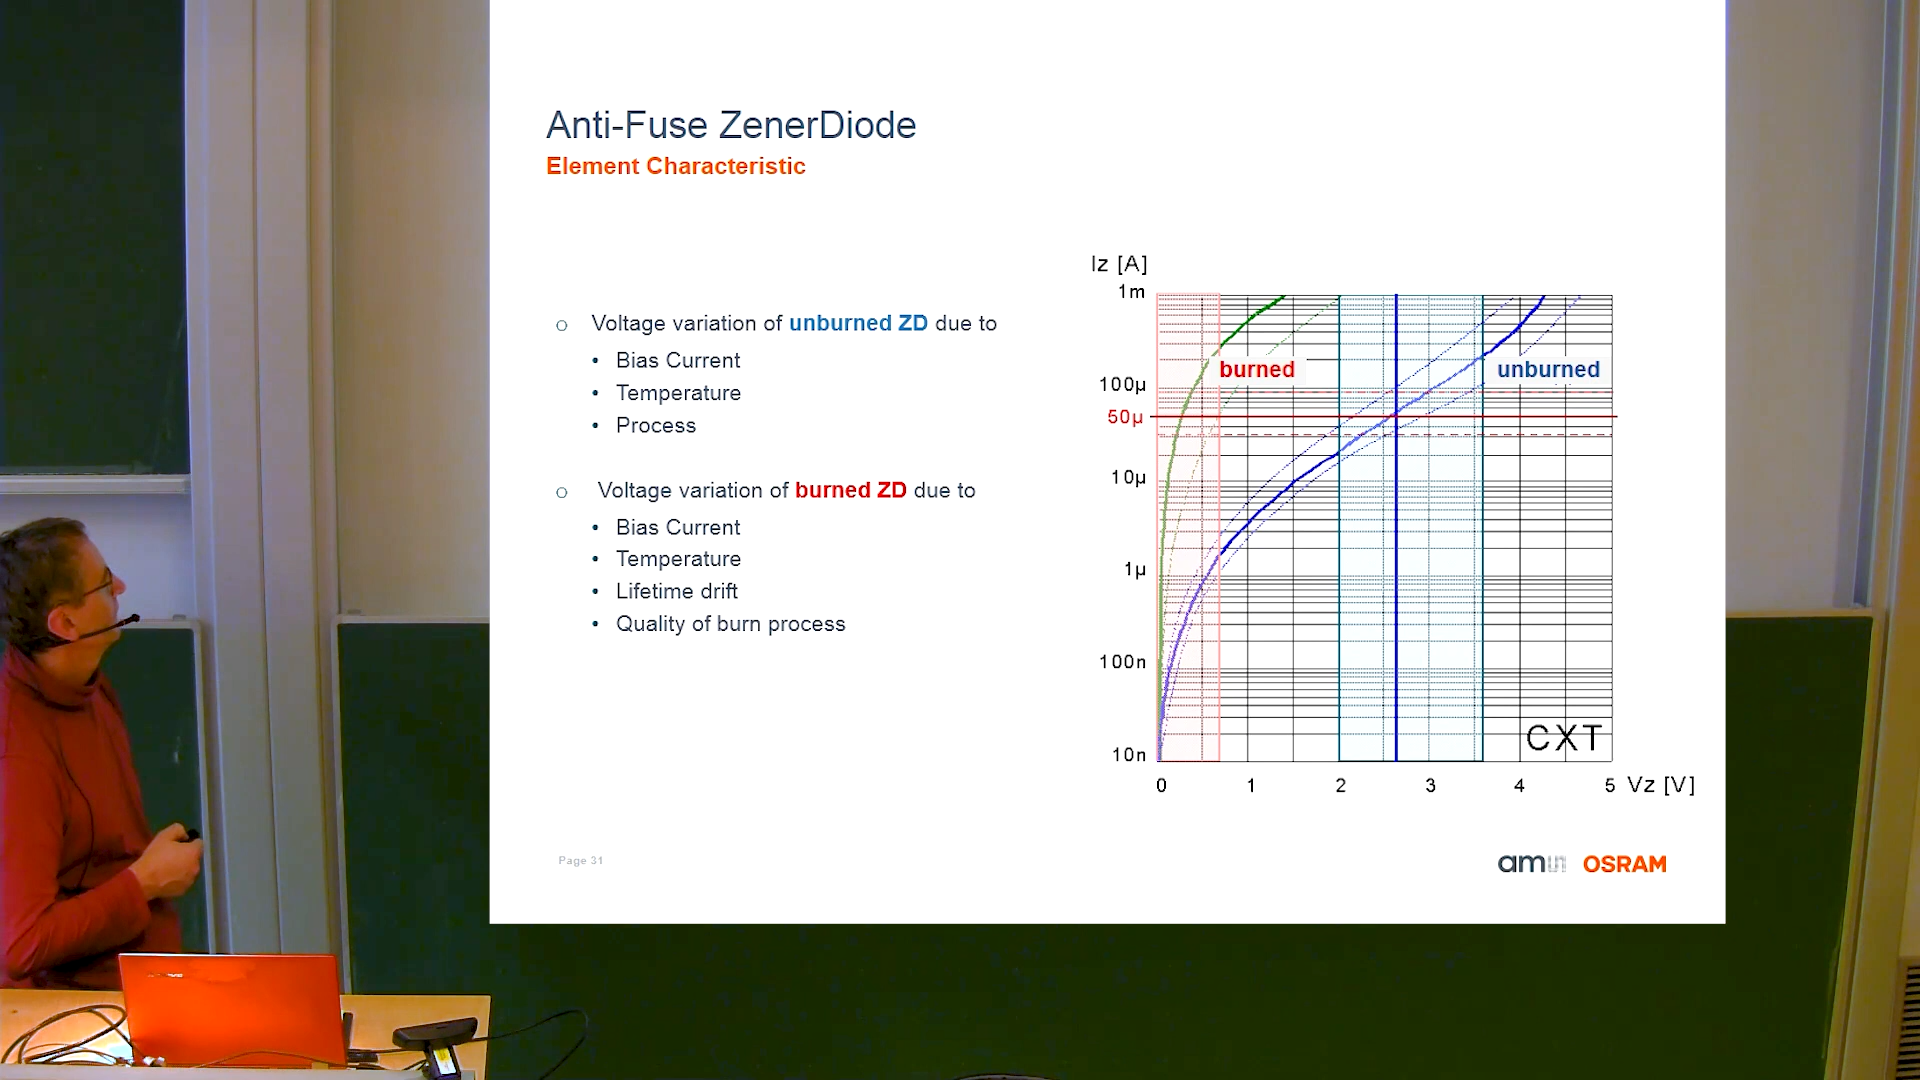 Anti-Fuse ZenerDiode
Element Characteristic
○ Voltage variation of unburned ZD due to
• Bias Current
• Temperature
• Process
○ Voltage variation of burned ZD due to
• Bias Current
• Temperature
• Lifetime drift
• Quality of burn process
Iz [A]
1m
100µ
50µ
10µ
1µ
100n
10n
burned
unburned
CXT
0 1 2 3 4 5 Vz [V]
Page 31
am OSRAM